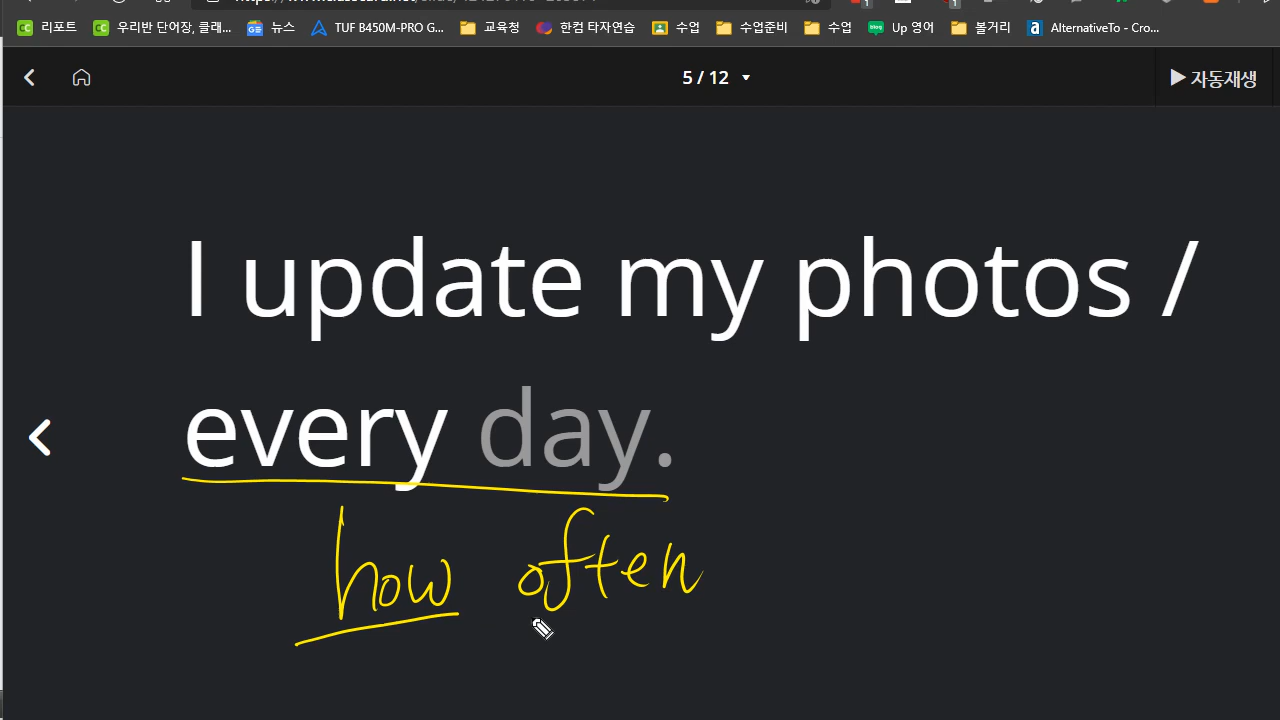 리포트 우리반 단어장, 클래... 뉴스 TUF B450M-PRO G... 교육청 한컴 타자연습 수업 수업준비 수업 Up 영어 볼거리 AlternativeTo - Cro...
5 / 12 자동재생
I update my photos /
every day.
how often